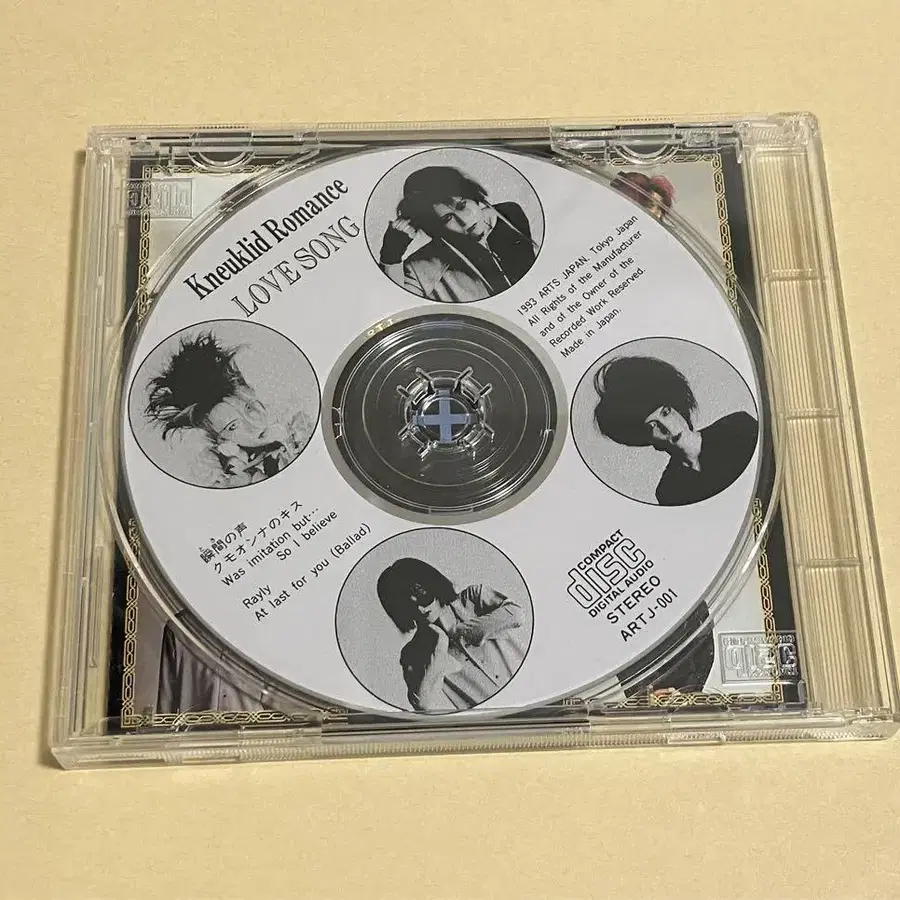 Kneuklid Romance
LOVE SONG
1993 ARTS JAPAN. Tokyo Japan
All Rights of the Manufacturer
and of the Owner of the
Recorded Work Reserved.
Made in Japan.
瞬間の声
クモオンナのキス
Was imitation but…
So I believe
Rayly
At last for you (Ballad)
COMPACT
disc
DIGITAL AUDIO
STEREO
ARTJ-001
disc